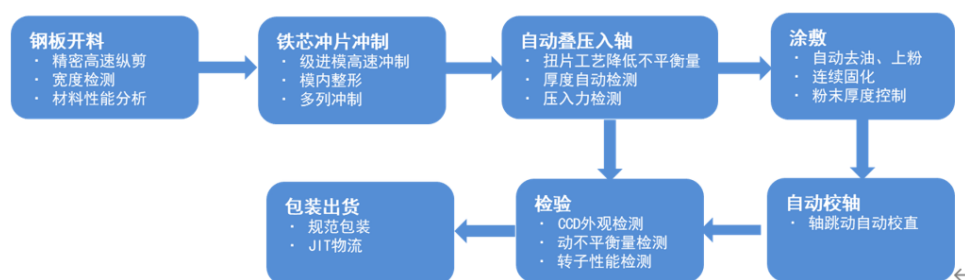 钢板开料
· 精密高速纵剪
· 宽度检测
· 材料性能分析
铁芯冲片冲制
· 级进模高速冲制
· 模内整形
· 多列冲制
自动叠压入轴
· 扭片工艺降低不平衡量
· 厚度自动检测
· 压入力检测
涂敷
· 自动去油、上粉
· 连续固化
· 粉末厚度控制
自动校轴
· 轴跳动自动校直
检验
· CCD外观检测
· 动不平衡量检测
· 转子性能检测
包装出货
· 规范包装
· JIT物流